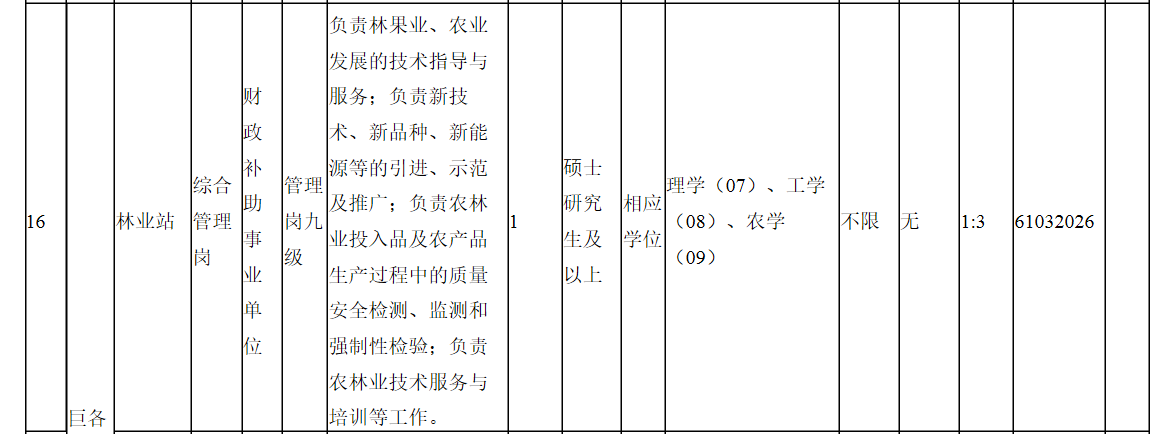 16
巨各
林业站
综合
管理
岗
财
政
补
助
事
业
单
位
管理
岗九
级
负责林果业、农业
发展的技术指导与
服务；负责新技
术、新品种、新能
源等的引进、示范
及推广；负责农林
业投入品及农产品
生产过程中的质量
安全检测、监测和
强制性检验；负责
农林业技术服务与
培训等工作。
1
硕士
研究
生及
以上
相应
学位
理学（07）、工学
（08）、农学
（09）
不限
无
1:3
61032026